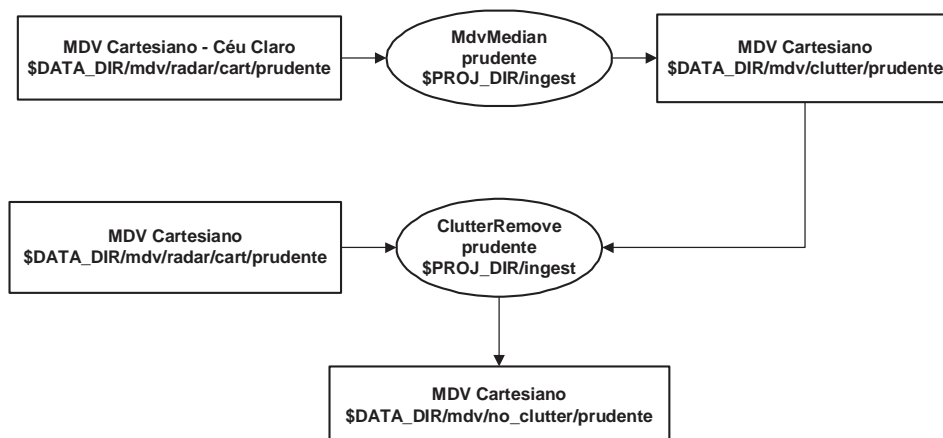 MDV Cartesiano - Céu Claro
$DATA_DIR/mdv/radar/cart/prudente
MdvMedian
prudente
$PROJ_DIR/ingest
MDV Cartesiano
$DATA_DIR/mdv/clutter/prudente
MDV Cartesiano
$DATA_DIR/mdv/radar/cart/prudente
ClutterRemove
prudente
$PROJ_DIR/ingest
MDV Cartesiano
$DATA_DIR/mdv/no_clutter/prudente